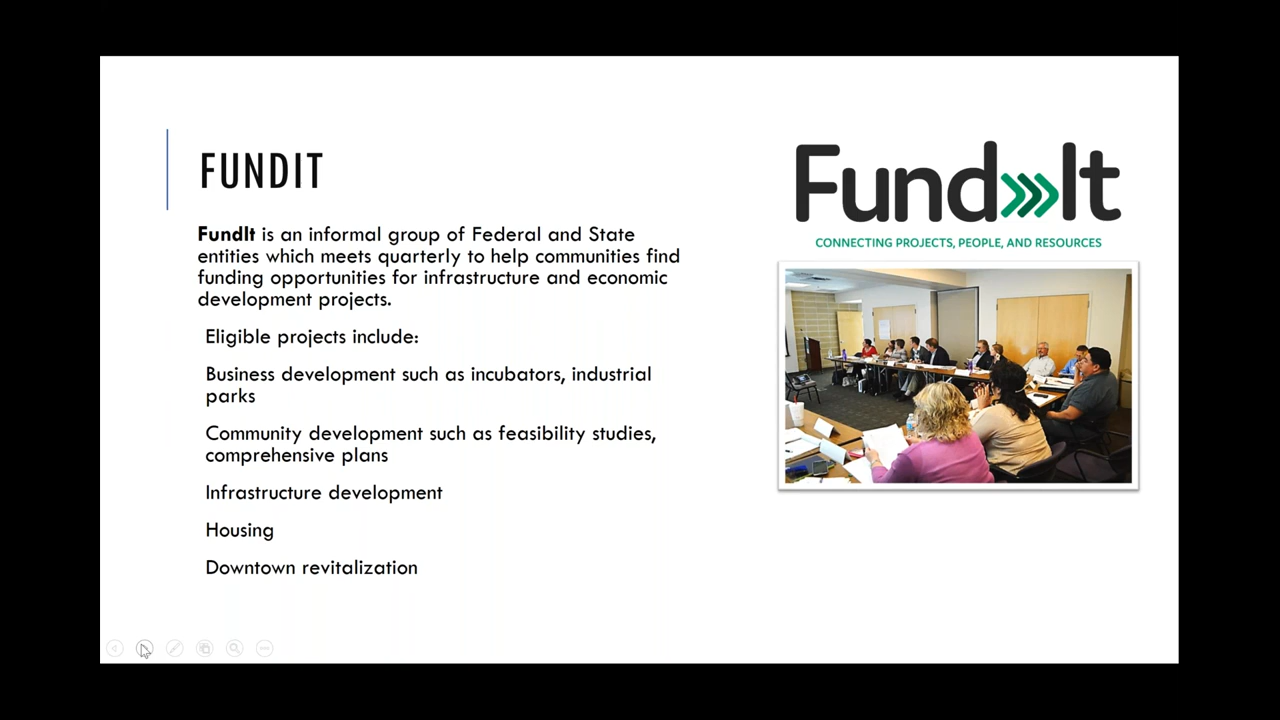 FUNDIT
FundIt is an informal group of Federal and State
entities which meets quarterly to help communities find
funding opportunities for infrastructure and economic
development projects.
Eligible projects include:
Business development such as incubators, industrial
parks
Community development such as feasibility studies,
comprehensive plans
Infrastructure development
Housing
Downtown revitalization
Fund It
CONNECTING PROJECTS, PEOPLE, AND RESOURCES